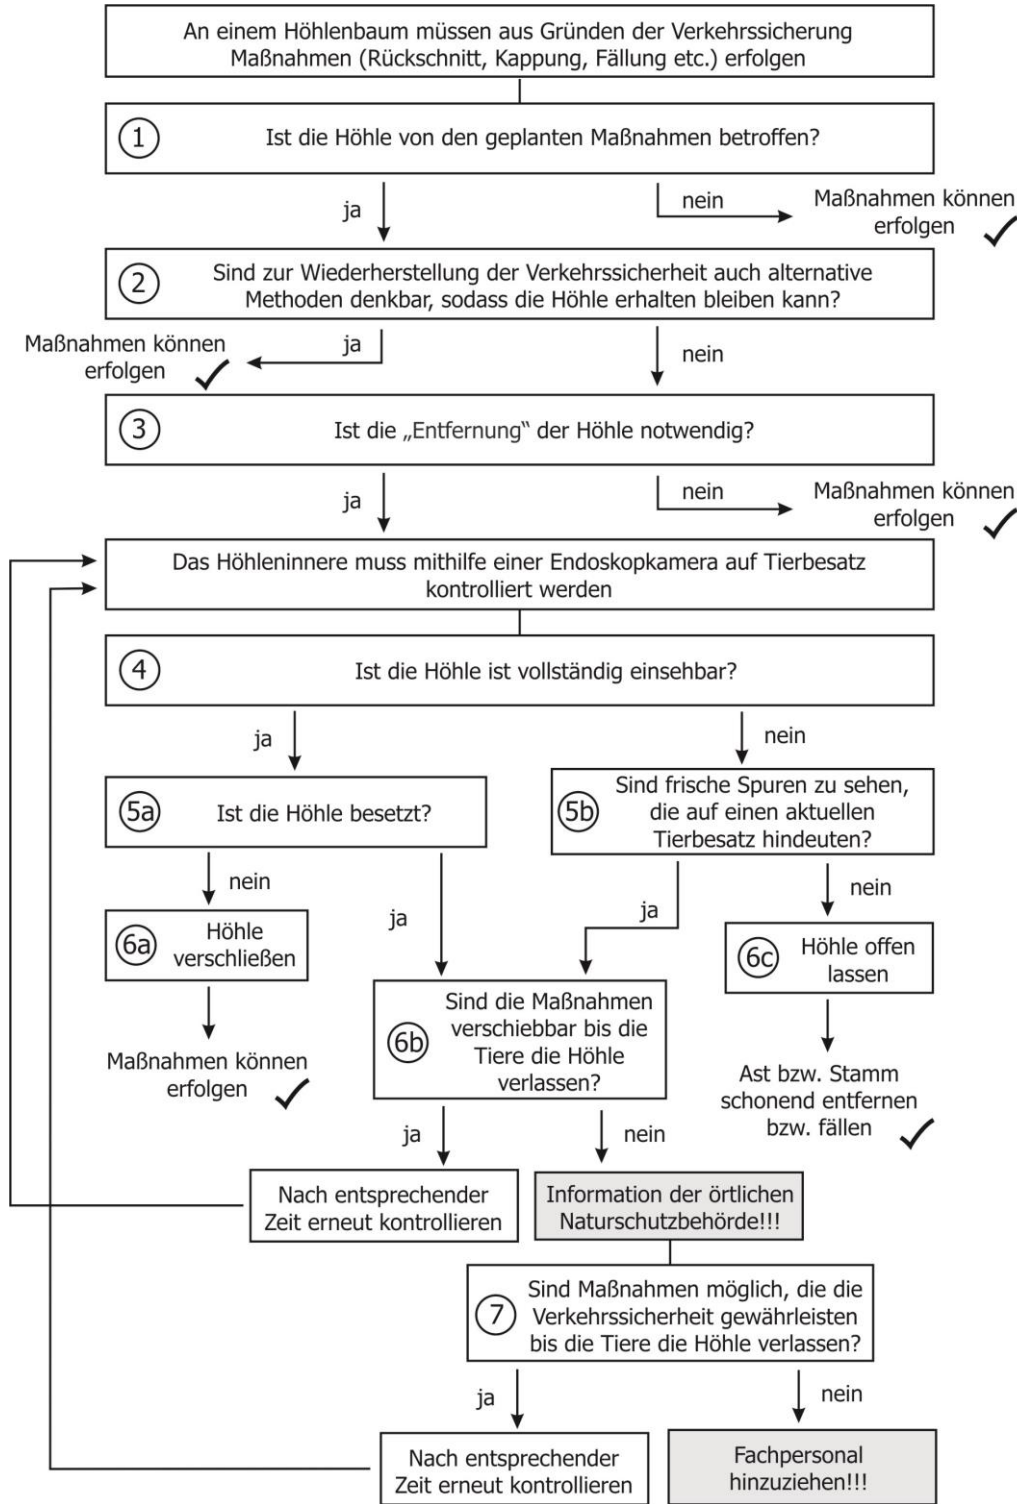 An einem Höhlenbaum müssen aus Gründen der Verkehrssicherung
Maßnahmen (Rückschnitt, Kappung, Fällung etc.) erfolgen
1
Ist die Höhle von den geplanten Maßnahmen betroffen?
ja
nein
Maßnahmen können
erfolgen
2
Sind zur Wiederherstellung der Verkehrssicherheit auch alternative
Methoden denkbar, sodass die Höhle erhalten bleiben kann?
Maßnahmen können
erfolgen
ja
nein
3
Ist die „Entfernung“ der Höhle notwendig?
ja
nein
Maßnahmen können
erfolgen
Das Höhleninnere muss mithilfe einer Endoskopkamera auf Tierbesatz
kontrolliert werden
4
Ist die Höhle ist vollständig einsehbar?
ja
nein
5a
Ist die Höhle besetzt?
5b
Sind frische Spuren zu sehen,
die auf einen aktuellen
Tierbesatz hindeuten?
nein
ja
ja
nein
6a
Höhle
verschließen
6c
Höhle offen
lassen
6b
Sind die Maßnahmen
verschiebbar bis die
Tiere die Höhle
verlassen?
Maßnahmen können
erfolgen
Ast bzw. Stamm
schonend entfernen
bzw. fällen
ja
nein
Nach entsprechender
Zeit erneut kontrollieren
Information der örtlichen
Naturschutzbehörde!!!
7
Sind Maßnahmen möglich, die die
Verkehrssicherheit gewährleisten
bis die Tiere die Höhle verlassen?
ja
nein
Nach entsprechender
Zeit erneut kontrollieren
Fachpersonal
hinzuziehen!!!